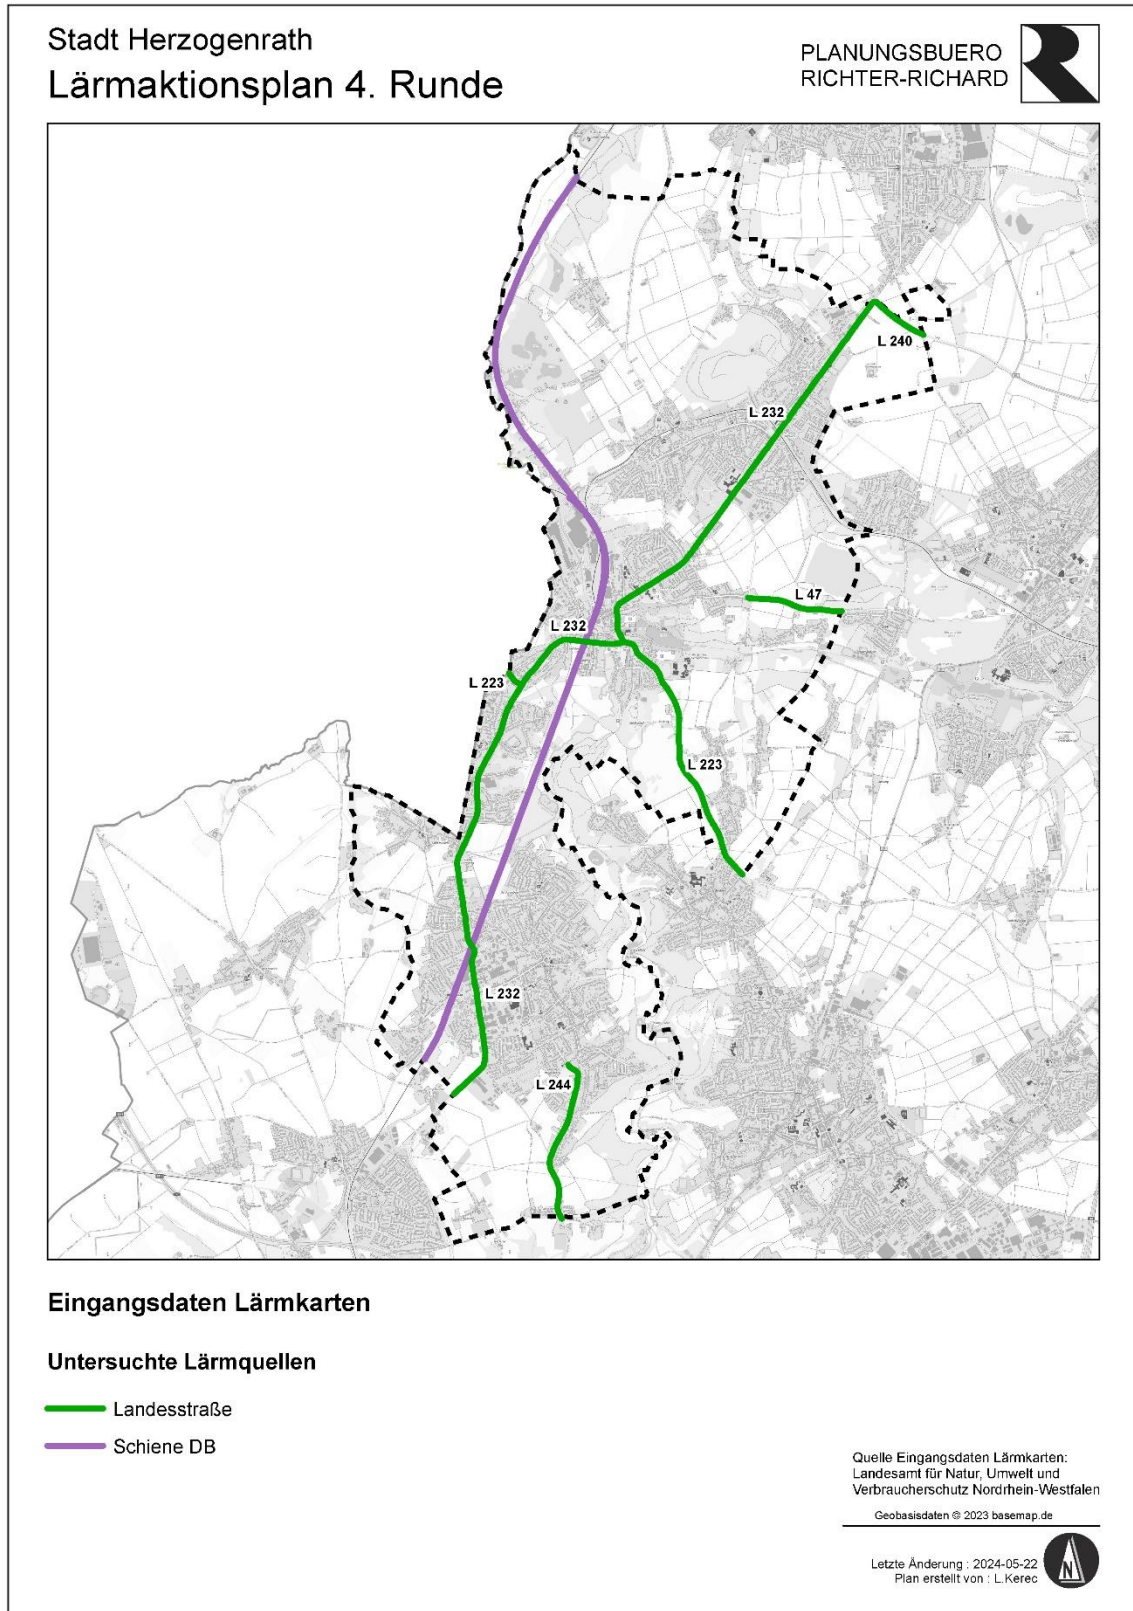 Stadt Herzogenrath
Lärmaktionsplan 4. Runde
PLANUNGSBUERO
RICHTER-RICHARD
L 240
L 232
L 47
L 232
L 223
L 223
L 232
L 244
Eingangsdaten Lärmkarten
Untersuchte Lärmquellen
Landesstraße
Schiene DB
Quelle Eingangsdaten Lärmkarten:
Landesamt für Natur, Umwelt und
Verbraucherschutz Nordrhein-Westfalen
Geobasisdaten © 2023 basemap.de
Letzte Änderung : 2024-05-22
Plan erstellt von : L.Kerec
N